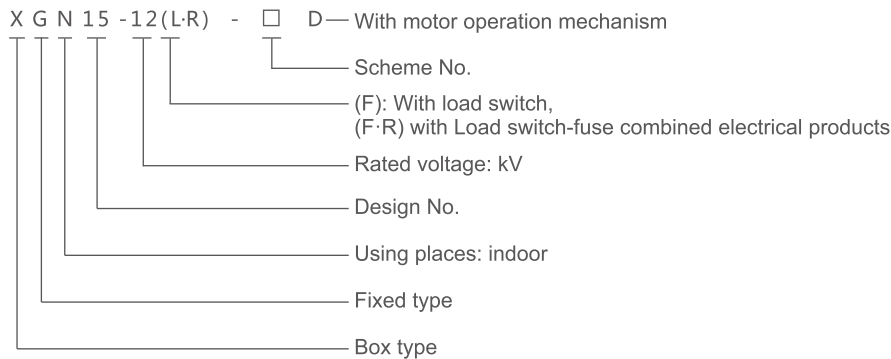 XGN15-12(L·R) - □ D With motor operation mechanism
Scheme No.
(F): With load switch,
(F·R) with Load switch-fuse combined electrical products
Rated voltage: kV
Design No.
Using places: indoor
Fixed type
Box type